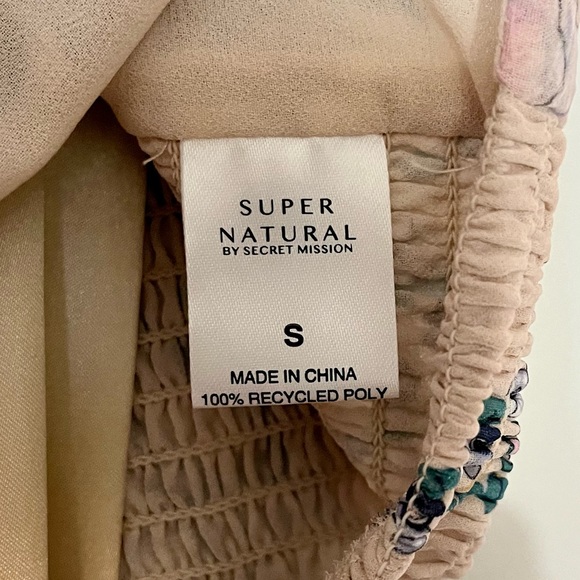 SUPER
NATURAL
BY SECRET MISSION
S
MADE IN CHINA
100% RECYCLED POLY